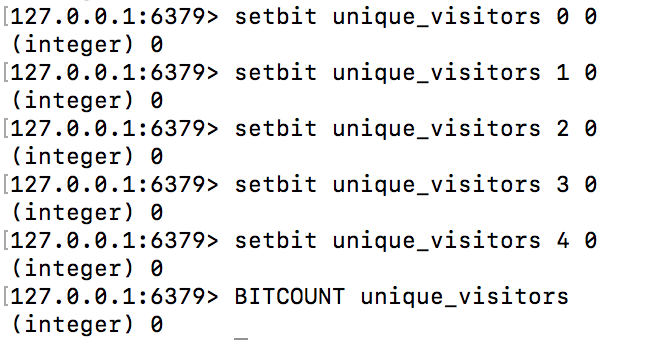 [127.0.0.1:6379> setbit unique_visitors 0 0
(integer) 0
[127.0.0.1:6379> setbit unique_visitors 1 0
(integer) 0
[127.0.0.1:6379> setbit unique_visitors 2 0
(integer) 0
[127.0.0.1:6379> setbit unique_visitors 3 0
(integer) 0
[127.0.0.1:6379> setbit unique_visitors 4 0
(integer) 0
[127.0.0.1:6379> BITCOUNT unique_visitors
(integer) 0